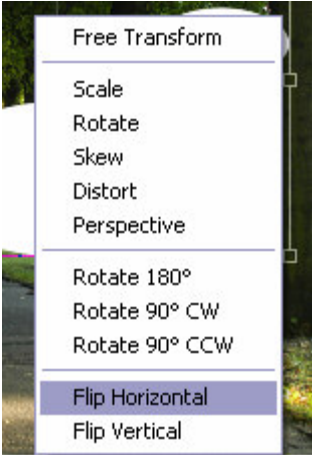 Free Transform
Scale
Rotate
Skew
Distort
Perspective
Rotate 180°
Rotate 90° CW
Rotate 90° CCW
Flip Horizontal
Flip Vertical